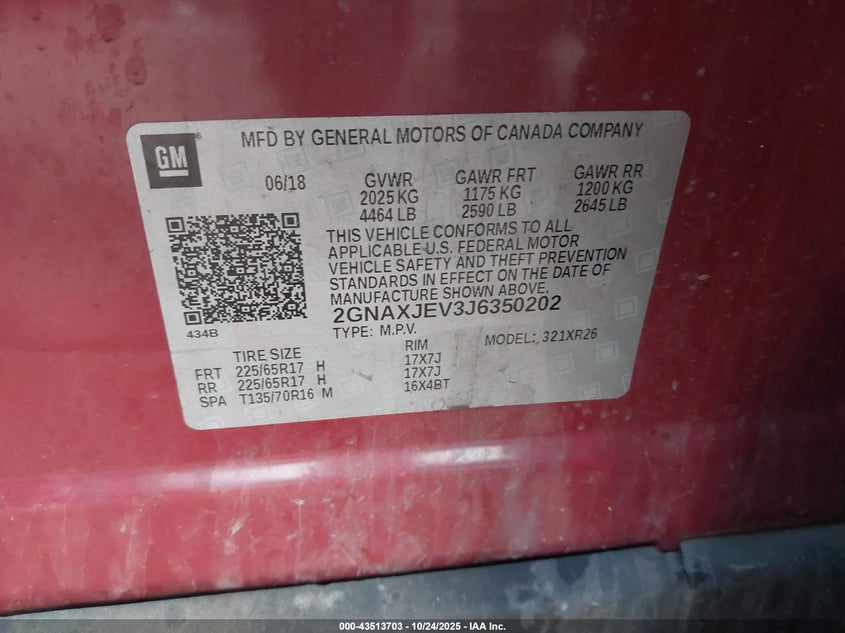 GM
MFD BY GENERAL MOTORS OF CANADA COMPANY
06/18 GVWR GAWR FRT GAWR RR
2025 KG 1175 KG 1200 KG
4464 LB 2590 LB 2645 LB
THIS VEHICLE CONFORMS TO ALL
APPLICABLE U.S. FEDERAL MOTOR
VEHICLE SAFETY AND THEFT PREVENTION
STANDARDS IN EFFECT ON THE DATE OF
MANUFACTURE SHOWN ABOVE.
2GNAXJEV3J6350202
434B
TYPE: M.P.V. MODEL: 321XR26
TIRE SIZE RIM
FRT 225/65R17 H 17X7J
RR 225/65R17 H 17X7J
SPA T135/70R16 M 16X4BT
000-43513703 - 10/24/2025 - IAA Inc.